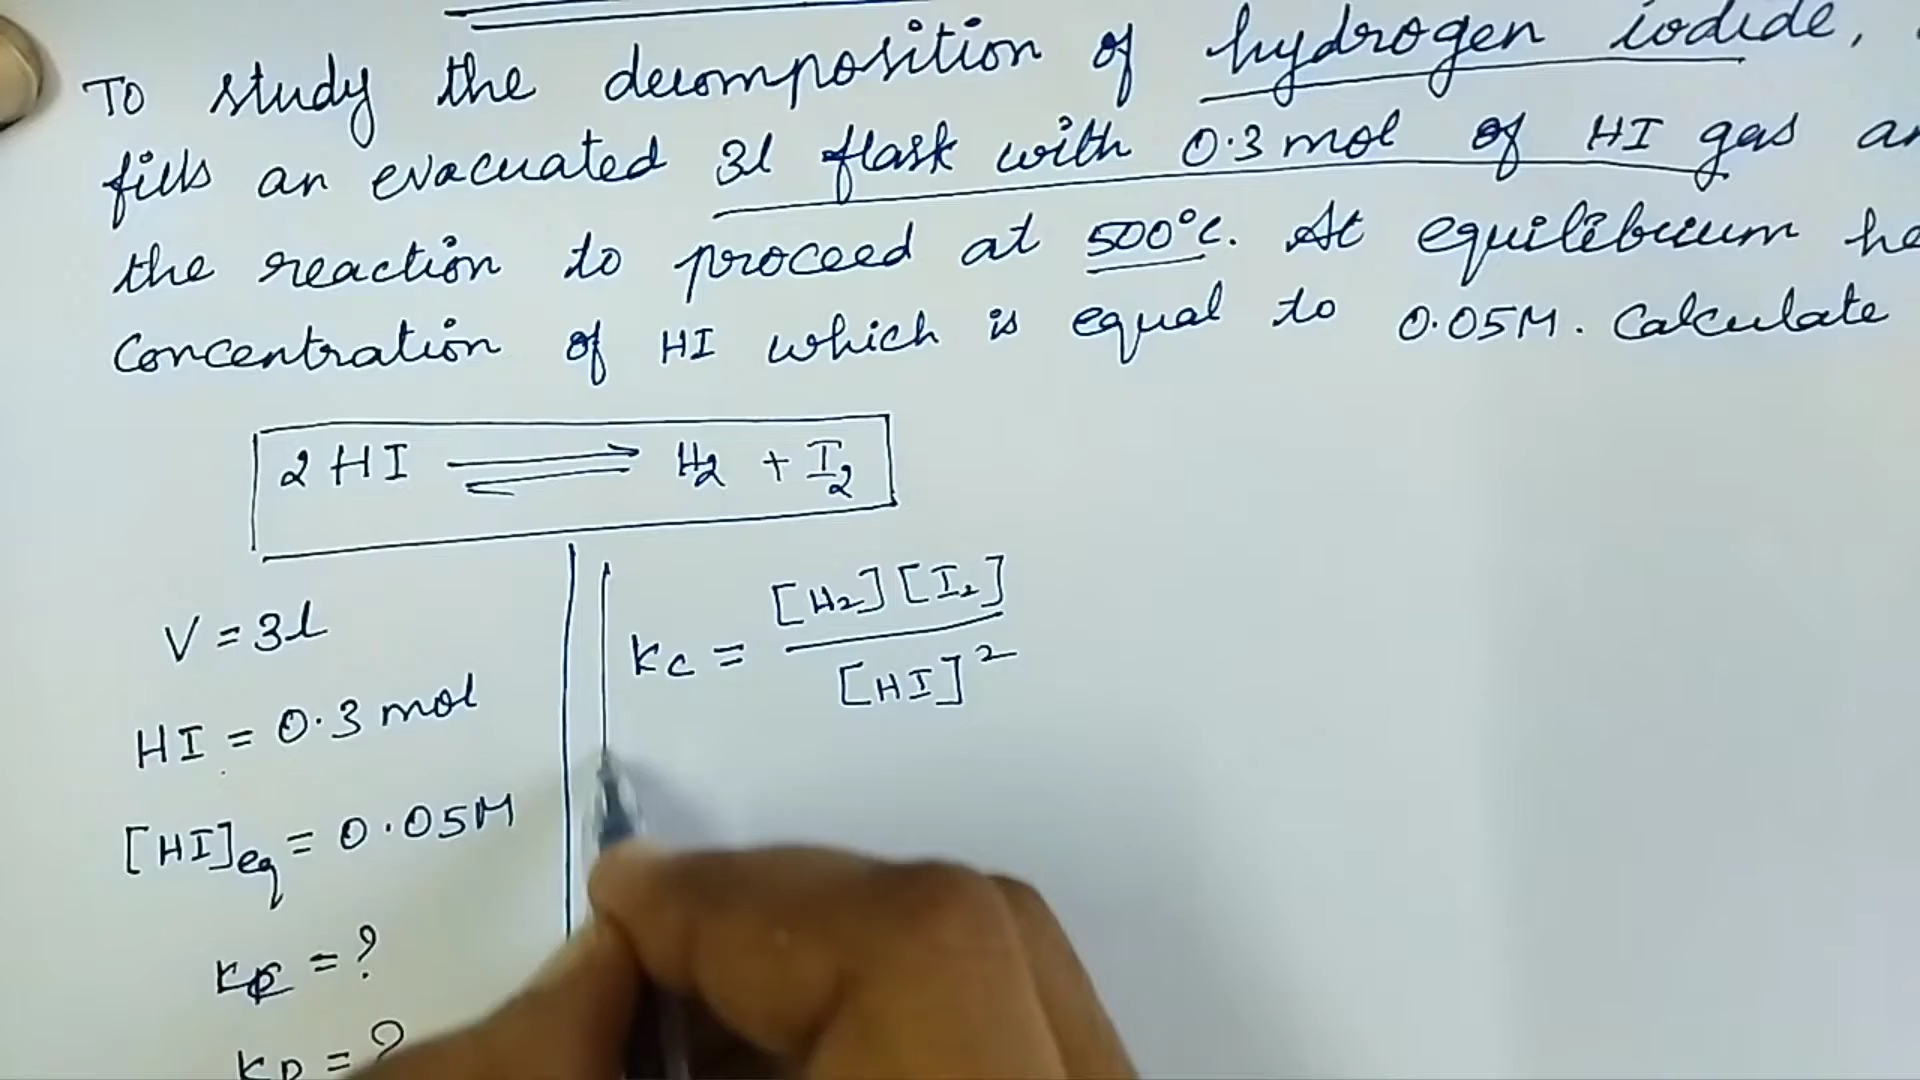 To study the decomposition of hydrogen iodide,
fills an evacuated 3l flask with 0.3 mol of HI gas
the reaction to proceed at 500°C. At equilibrium
concentration of HI which is equal to 0.05M. Calculate
2HI ⇌ H2 + I2
V = 3l
HI = 0.3 mol
[HI]eq = 0.05M
= ?
KP = ?
Kc = [H2][I2]
[HI]2